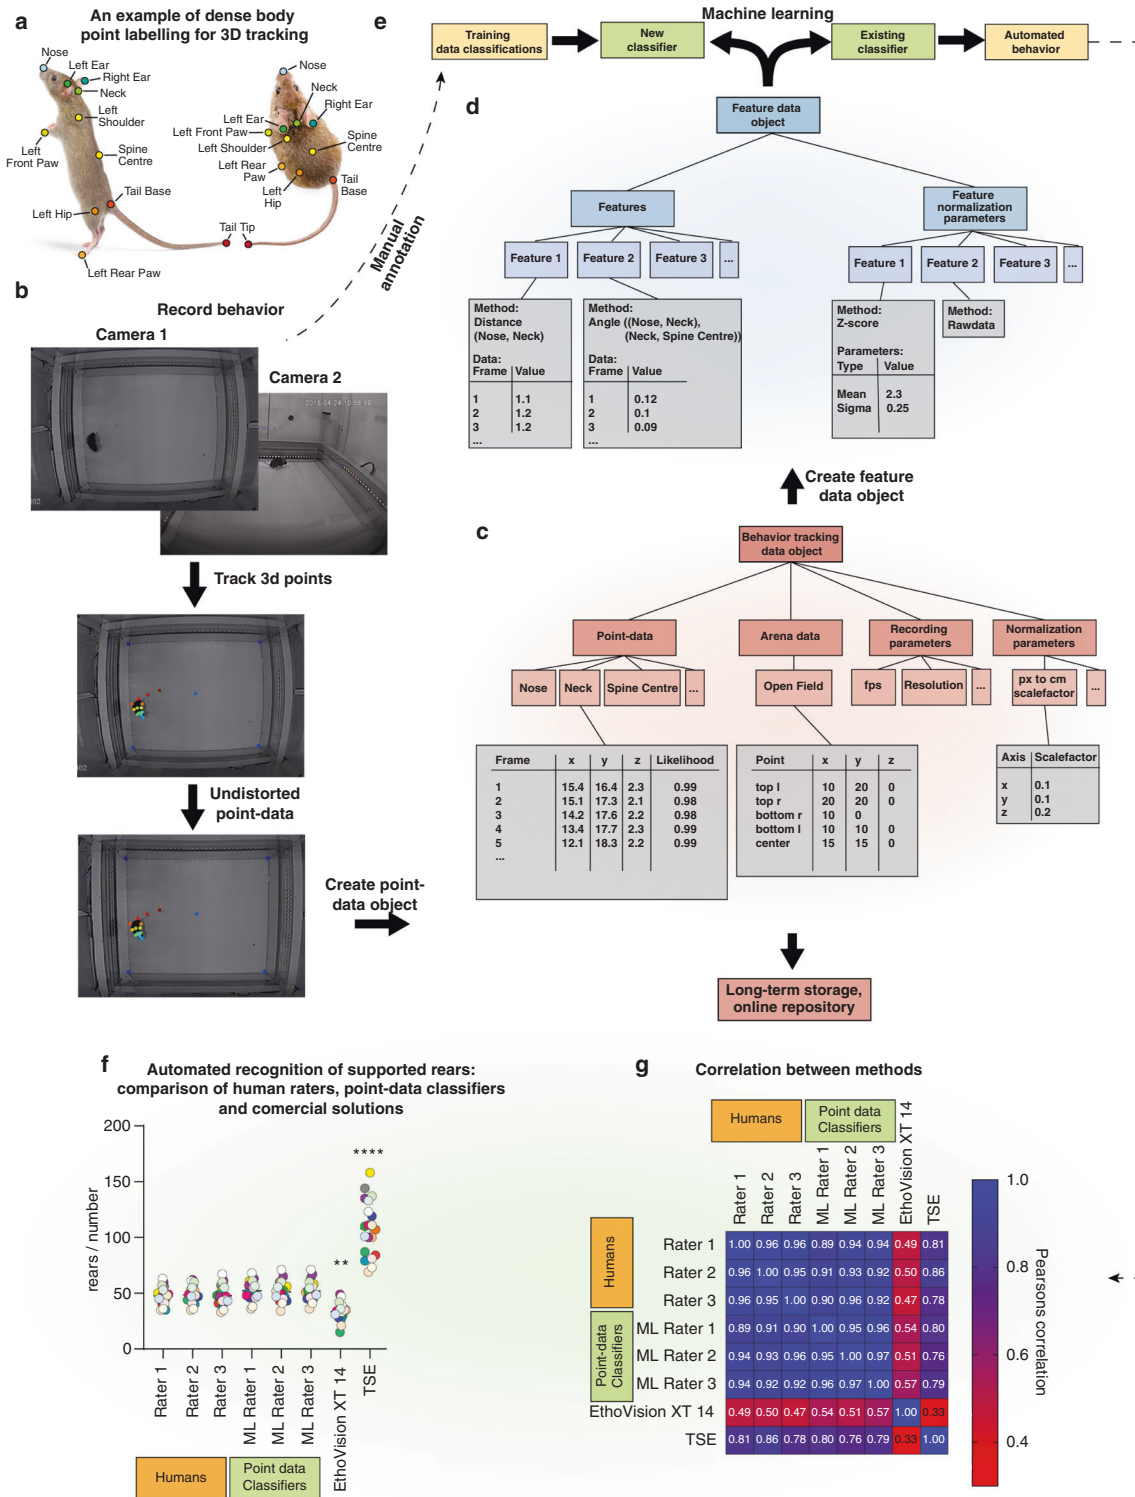 a
An example of dense body
point labelling for 3D tracking
Nose
Left Ear
Right Ear
Neck
Left
Shoulder
Left
Front Paw
Spine
Centre
Tail Base
Left Hip
Left Rear Paw
Tail Tip
Nose
Neck
Right Ear
Left Ear
Left Front Paw
Left Shoulder
Spine
Centre
Left Rear
Paw
Left
Hip
Tail
Base
b
Record behavior
Camera 1
Camera 2
2018-04-24 10:56:59
Manual
annotation
Track 3d points
Undistorted
point-data
Create point-
data object
e
Machine learning
Training
data classifications
New
classifier
Existing
classifier
Automated
behavior
d
Feature data
object
Features
Feature
normalization
parameters
Feature 1
Feature 2
Feature 3
...
Feature 1
Feature 2
Feature 3
...
Method:
Distance
(Nose, Neck)
Data:
Frame Value
1 1.1
2 1.2
3 1.2
...
Method:
Angle ((Nose, Neck),
(Neck, Spine Centre))
Data:
Frame Value
1 0.12
2 0.1
3 0.09
...
Method:
Z-score
Parameters:
Type Value
Mean 2.3
Sigma 0.25
Method:
Rawdata
Create feature
data object
c
Behavior tracking
data object
Point-data
Arena data
Recording
parameters
Normalization
parameters
Nose
Neck
Spine Centre
...
Open Field
fps
Resolution
...
px to cm
scalefactor
...
Frame x y z Likelihood
1 15.4 16.4 2.3 0.99
2 15.1 17.3 2.1 0.98
3 14.2 17.6 2.2 0.98
4 13.4 17.7 2.3 0.99
5 12.1 18.3 2.2 0.99
...
Point x y z
top l 10 20 0
top r 20 20 0
bottom r 10 0
bottom l 10 10 0
center 15 15 0
Axis Scalefactor
x 0.1
y 0.1
z 0.2
Long-term storage,
online repository
f
Automated recognition of supported rears:
comparison of human raters, point-data classifiers
and comercial solutions
rears / number
200
150
100
50
0
**
****
Rater 1
Rater 2
Rater 3
ML Rater 1
ML Rater 2
ML Rater 3
EthoVision XT 14
TSE
Humans
Point data
Classifiers
g
Correlation between methods
Humans
Point data
Classifiers
Rater 1
Rater 2
Rater 3
ML Rater 1
ML Rater 2
ML Rater 3
EthoVision XT 14
TSE
Humans
Point-data
Classifiers
Rater 1 1.00 0.96 0.96 0.89 0.94 0.94 0.49 0.81
Rater 2 0.96 1.00 0.95 0.91 0.93 0.92 0.50 0.86
Rater 3 0.96 0.95 1.00 0.90 0.96 0.92 0.47 0.78
ML Rater 1 0.89 0.91 0.90 1.00 0.95 0.96 0.54 0.80
ML Rater 2 0.94 0.93 0.96 0.95 1.00 0.97 0.51 0.76
ML Rater 3 0.94 0.92 0.92 0.96 0.97 1.00 0.57 0.79
EthoVision XT 14 0.49 0.50 0.47 0.54 0.51 0.57 1.00 0.33
TSE 0.81 0.86 0.78 0.80 0.76 0.79 0.33 1.00
1.0
0.8
0.6
0.4
Pearsons correlation